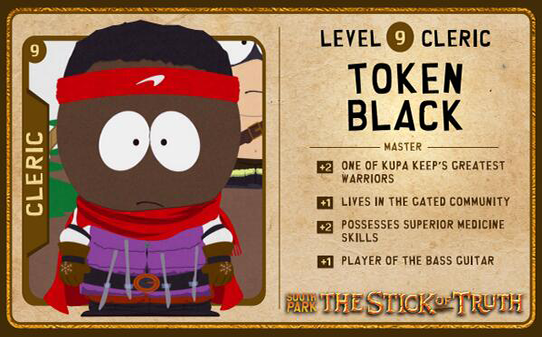 9
CLERIC
LEVEL 9 CLERIC
TOKEN
BLACK
MASTER
+2 ONE OF KUPA KEEP'S GREATEST
WARRIORS
+1 LIVES IN THE GATED COMMUNITY
+2 POSSESSES SUPERIOR MEDICINE
SKILLS
+1 PLAYER OF THE BASS GUITAR
SOUTH PARK THE STICK OF TRUTH